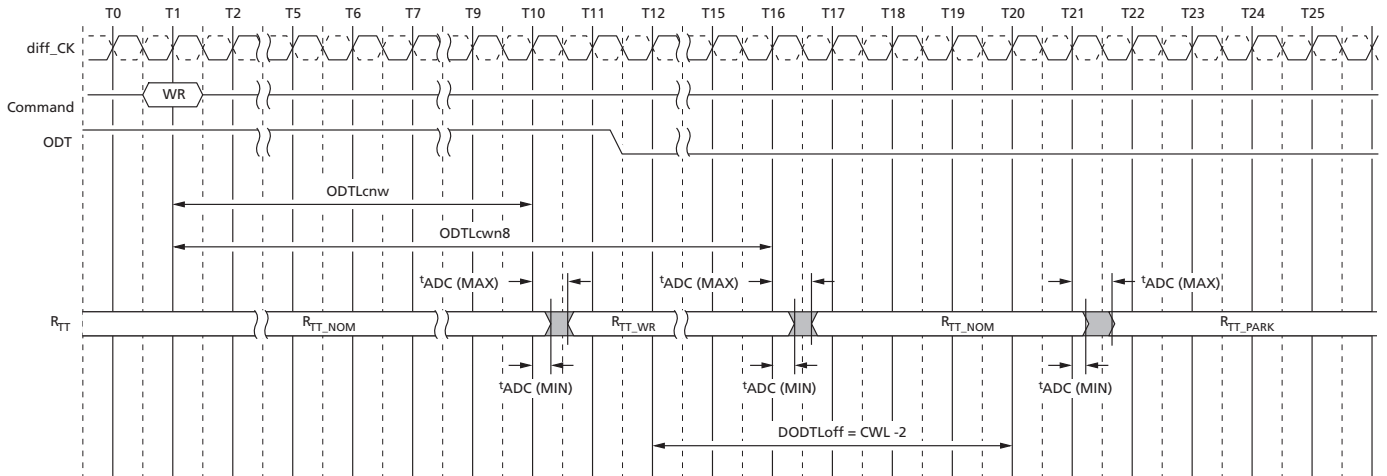 T0 T1 T2 T5 T6 T7 T9 T10 T11 T12 T15 T16 T17 T18 T19 T20 T21 T22 T23 T24 T25
diff_CK
WR
Command
ODT
ODTLcnw
ODTLcwn8
tADC (MAX) tADC (MAX) tADC (MAX)
RTT RTT_NOM RTT_WR RTT_NOM RTT_PARK
tADC (MIN) tADC (MIN) tADC (MIN)
DODTLoff = CWL -2